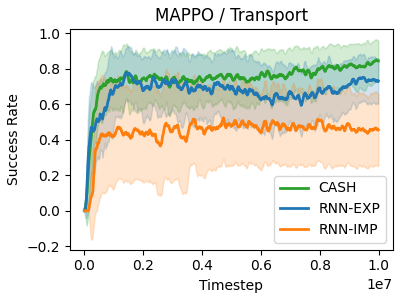 MAPPO / Transport
1.0
0.8
0.6
0.4
0.2
0.0
−0.2
Success Rate
CASH
RNN-EXP
RNN-IMP
0.0 0.2 0.4 0.6 0.8 1.0
Timestep
1e7